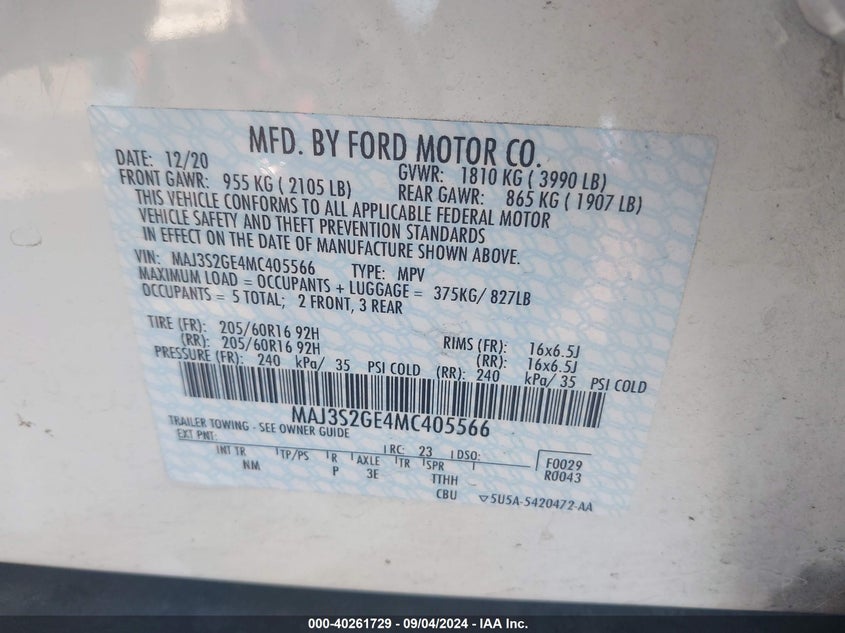 MFD. BY FORD MOTOR CO.
DATE: 12/20 GVWR: 1810 KG ( 3990 LB)
FRONT GAWR: 955 KG ( 2105 LB) REAR GAWR: 865 KG ( 1907 LB)
THIS VEHICLE CONFORMS TO ALL APPLICABLE FEDERAL MOTOR
VEHICLE SAFETY AND THEFT PREVENTION STANDARDS
IN EFFECT ON THE DATE OF MANUFACTURE SHOWN ABOVE.
VIN: MAJ3S2GE4MC405566 TYPE: MPV
MAXIMUM LOAD = OCCUPANTS + LUGGAGE = 375KG/ 827LB
OCCUPANTS = 5 TOTAL; 2 FRONT, 3 REAR
TIRE (FR): 205/60R16 92H RIMS (FR): 16x6.5J
(RR): 205/60R16 92H (RR): 16x6.5J
PRESSURE (FR): 240 kPa/ 35 PSI COLD (RR): 240 kPa/ 35 PSI COLD
MAJ3S2GE4MC405566
TRAILER TOWING - SEE OWNER GUIDE
EXT PNT: RC: 23 DSO: F0029
INT TR TP/PS R AXLE TR SPR R0043
NM P 3E TTHH
CBU 5U5A-5420472-AA
000-40261729 - 09/04/2024 - IAA Inc.